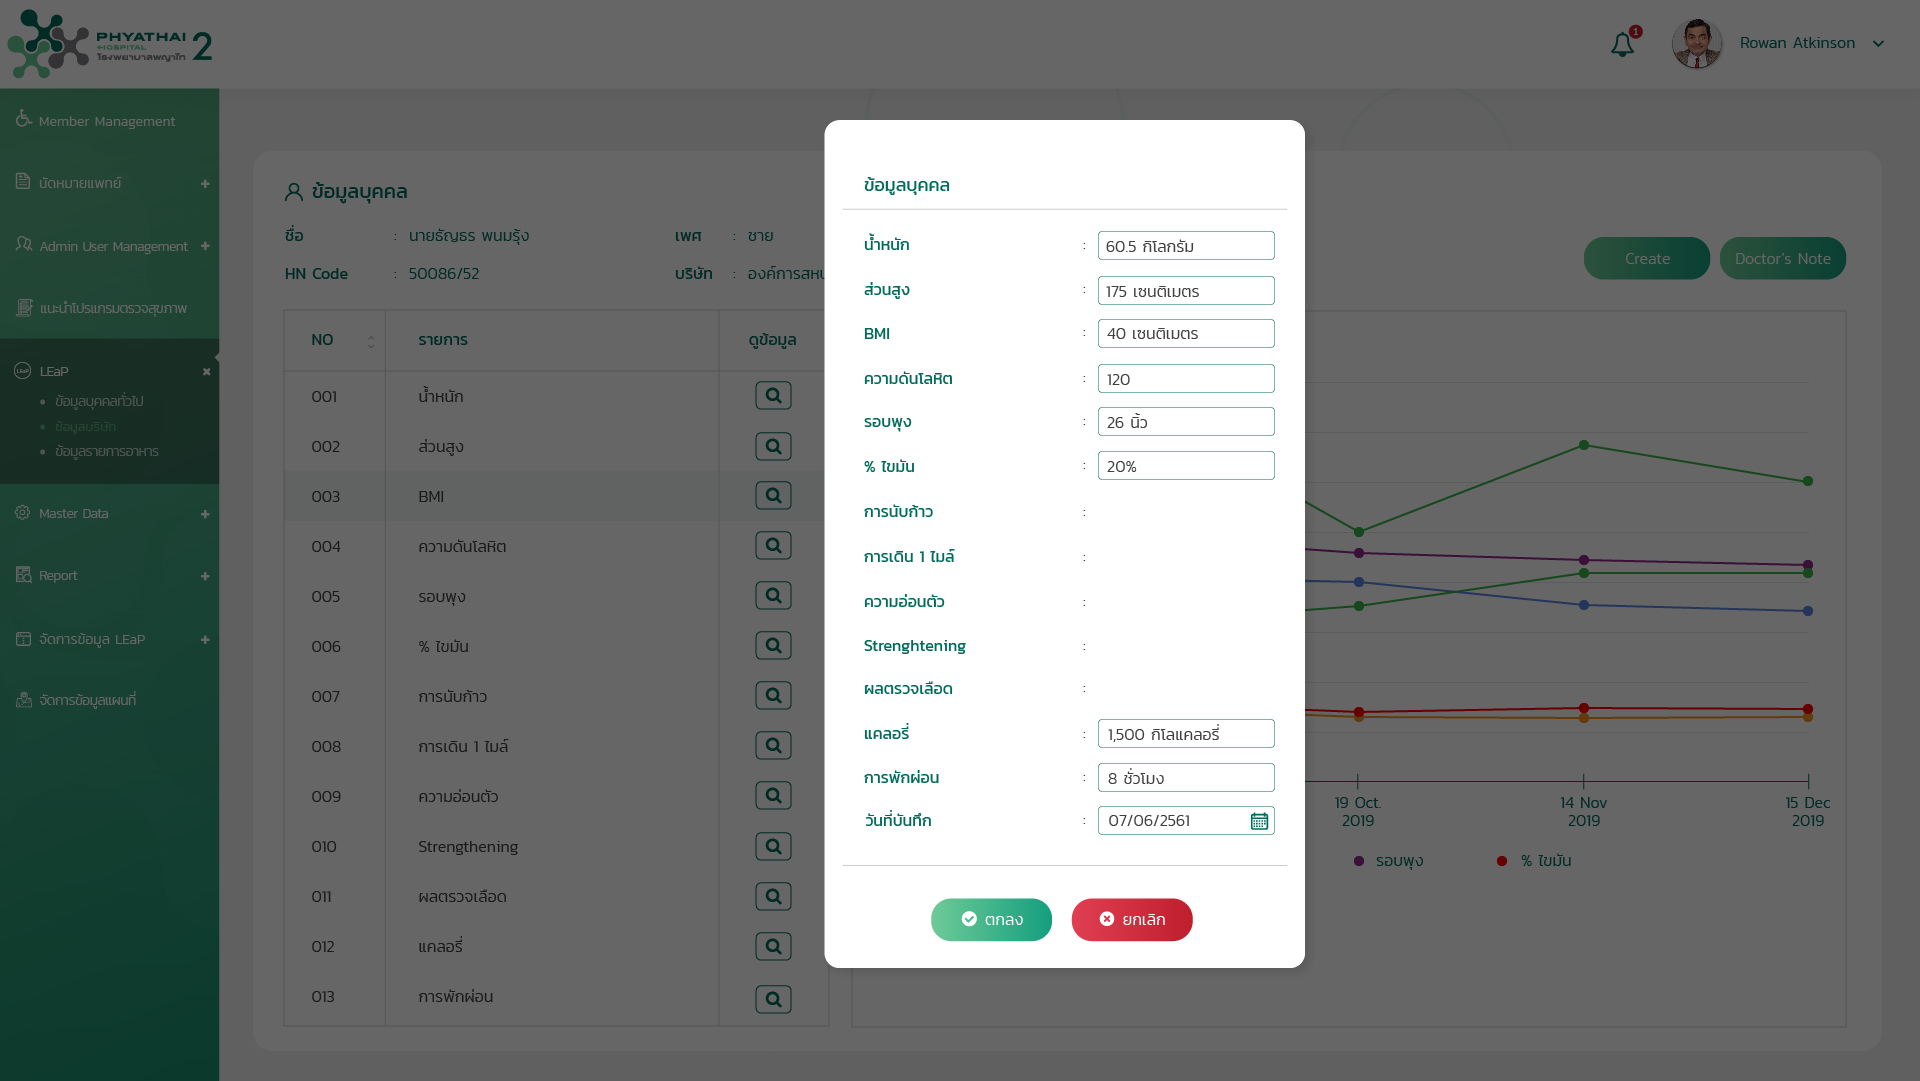 PHYATHAI 2
HOSPITAL
โรงพยาบาลพญาไท
1
Rowan Atkinson
Member Management
นัดหมายแพทย์
Admin User Management
แนะนำโปรแกรมตรวจสุขภาพ
LEaP
LEaP
ข้อมูลบุคคลทั่วไป
ข้อมูลบริษัท
ข้อมูลรายการอาหาร
Master Data
Report
จัดการข้อมูล LEaP
จัดการข้อมูลแผนที่
ข้อมูลบุคคล
ชื่อ : นายธัญธร พนมรุ้ง เพศ : ชาย
HN Code : 50086/52 บริษัท : องค์การสห
Create Doctor's Note
NO รายการ ดูข้อมูล
001 น้ำหนัก
002 ส่วนสูง
003 BMI
004 ความดันโลหิต
005 รอบพุง
006 % ไขมัน
007 การนับก้าว
008 การเดิน 1 ไมล์
009 ความอ่อนตัว
010 Strengthening
011 ผลตรวจเลือด
012 แคลอรี่
013 การพักผ่อน
ข้อมูลบุคคล
น้ำหนัก : 60.5 กิโลกรัม
ส่วนสูง : 175 เซนติเมตร
BMI : 40 เซนติเมตร
ความดันโลหิต : 120
รอบพุง : 26 นิ้ว
% ไขมัน : 20%
การนับก้าว :
การเดิน 1 ไมล์ :
ความอ่อนตัว :
Strenghtening :
ผลตรวจเลือด :
แคลอรี่ : 1,500 กิโลแคลอรี่
การพักผ่อน : 8 ชั่วโมง
วันที่บันทึก : 07/06/2561
ตกลง ยกเลิก
19 Oct. 14 Nov 15 Dec
2019 2019 2019
รอบพุง % ไขมัน